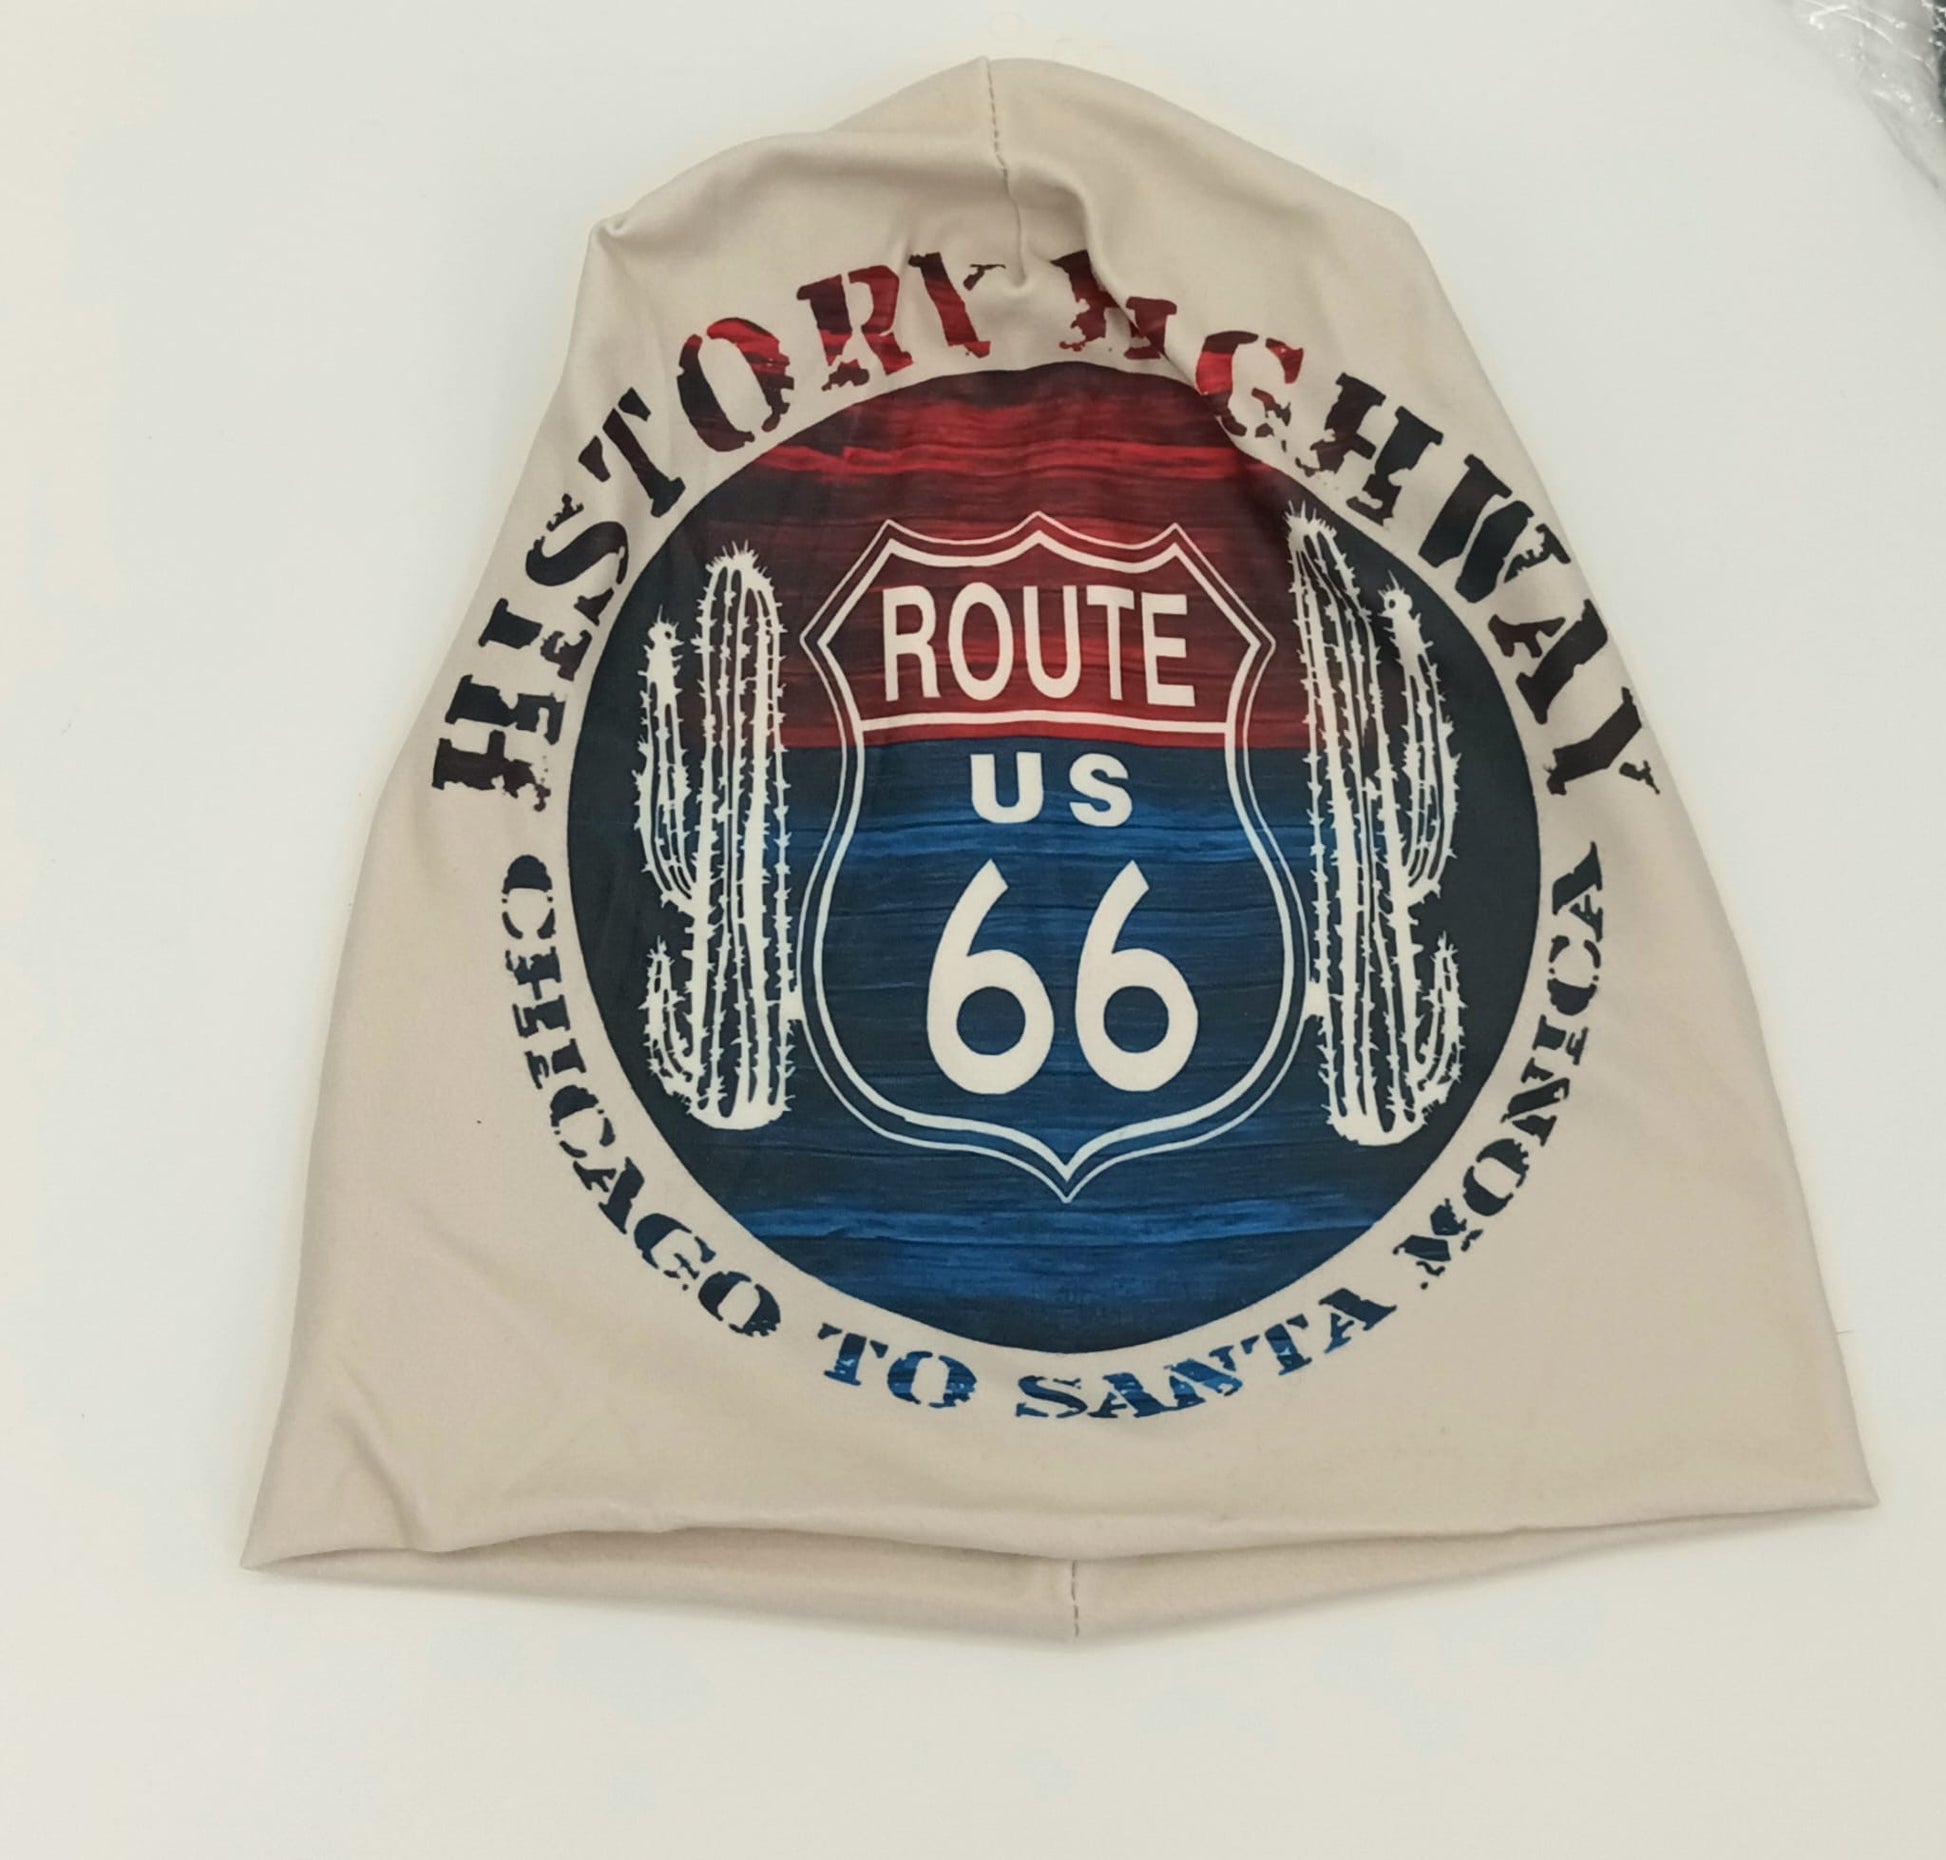 HISTORY HIGHWAY
ROUTE
US
66
CHICAGO TO SANTA MONICA